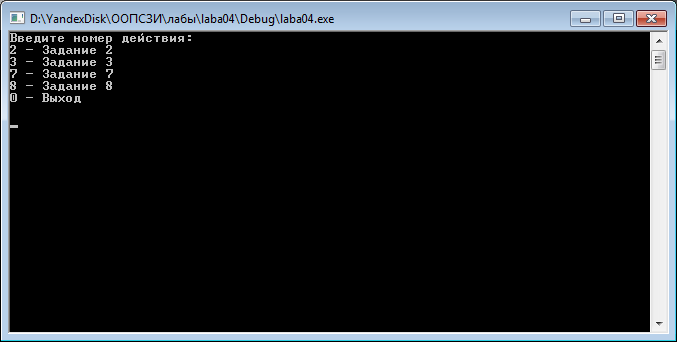 D:\YandexDisk\ООПСЗИ\лабы\laba04\Debug\laba04.exe
Введите номер действия:
2 - Задание 2
3 - Задание 3
7 - Задание 7
8 - Задание 8
0 - Выход